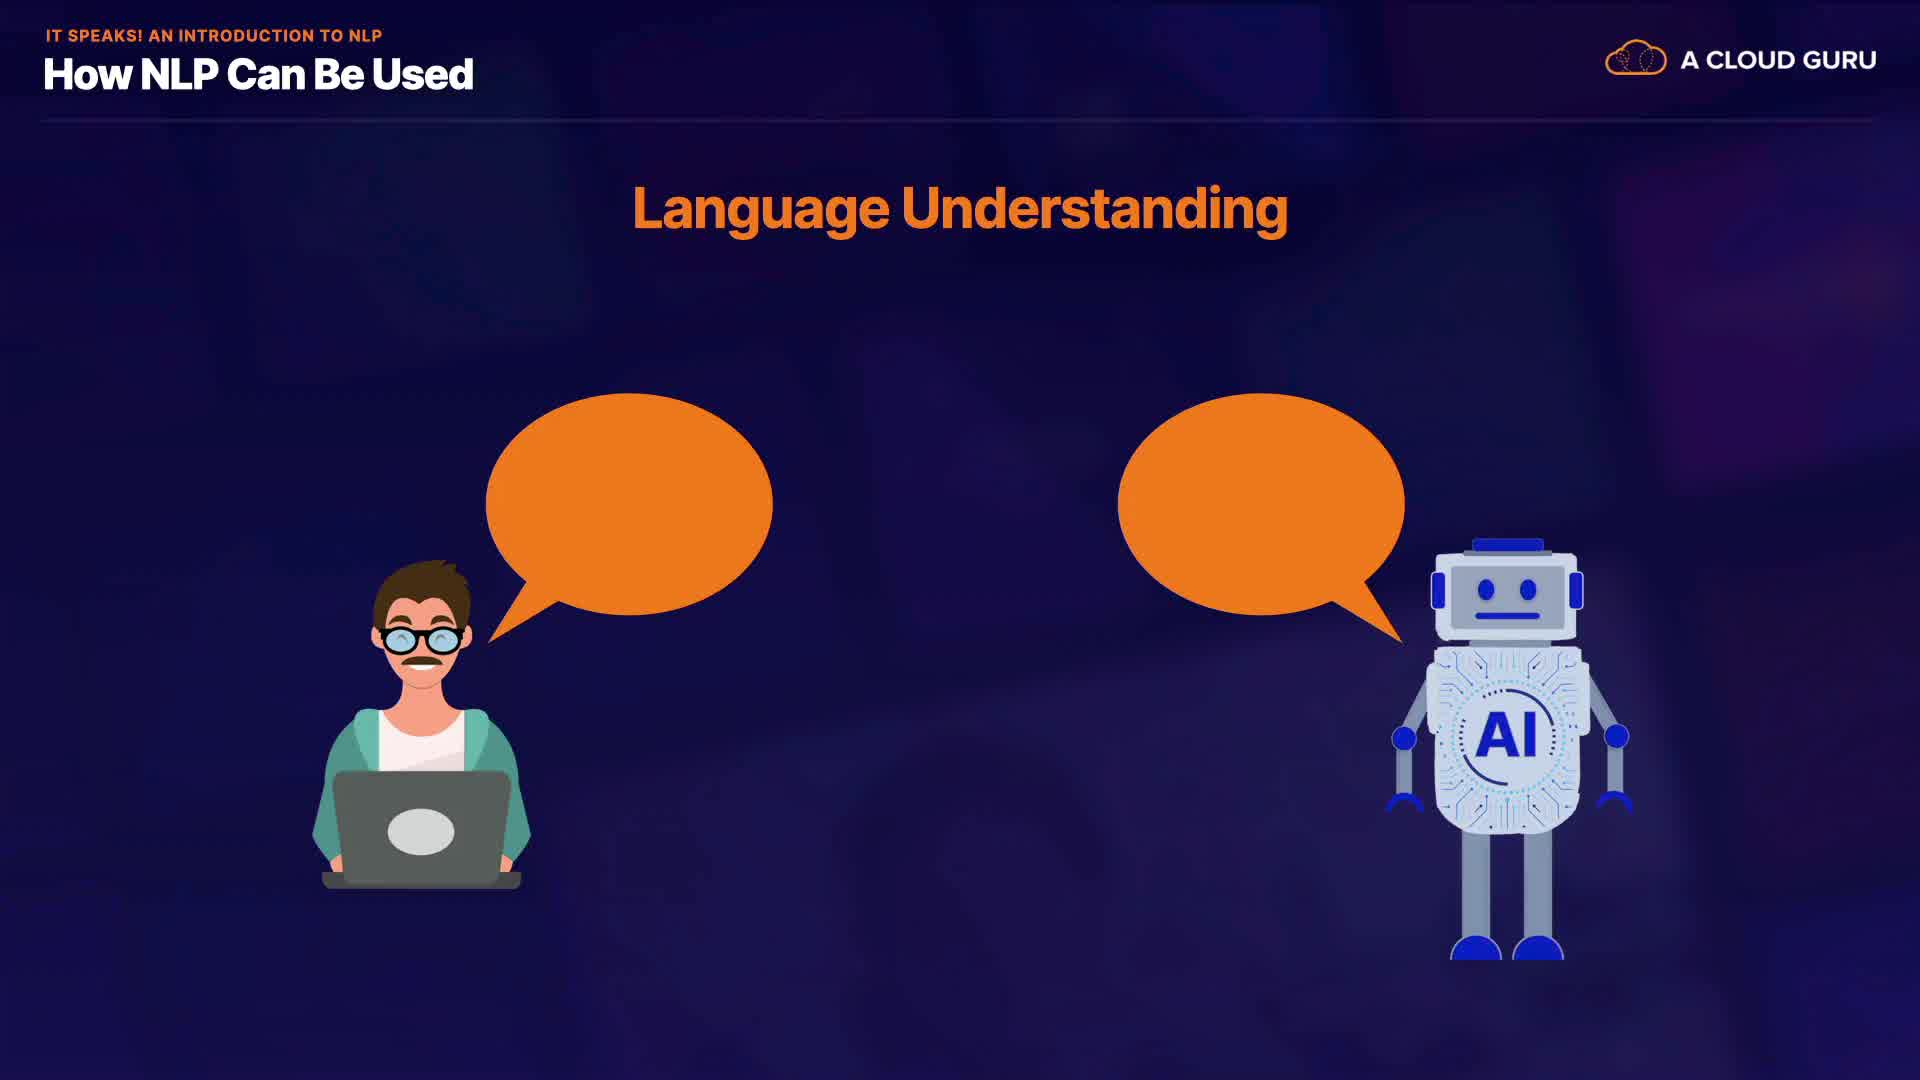 IT SPEAKS! AN INTRODUCTION TO NLP
How NLP Can Be Used
A CLOUD GURU
Language Understanding
AI